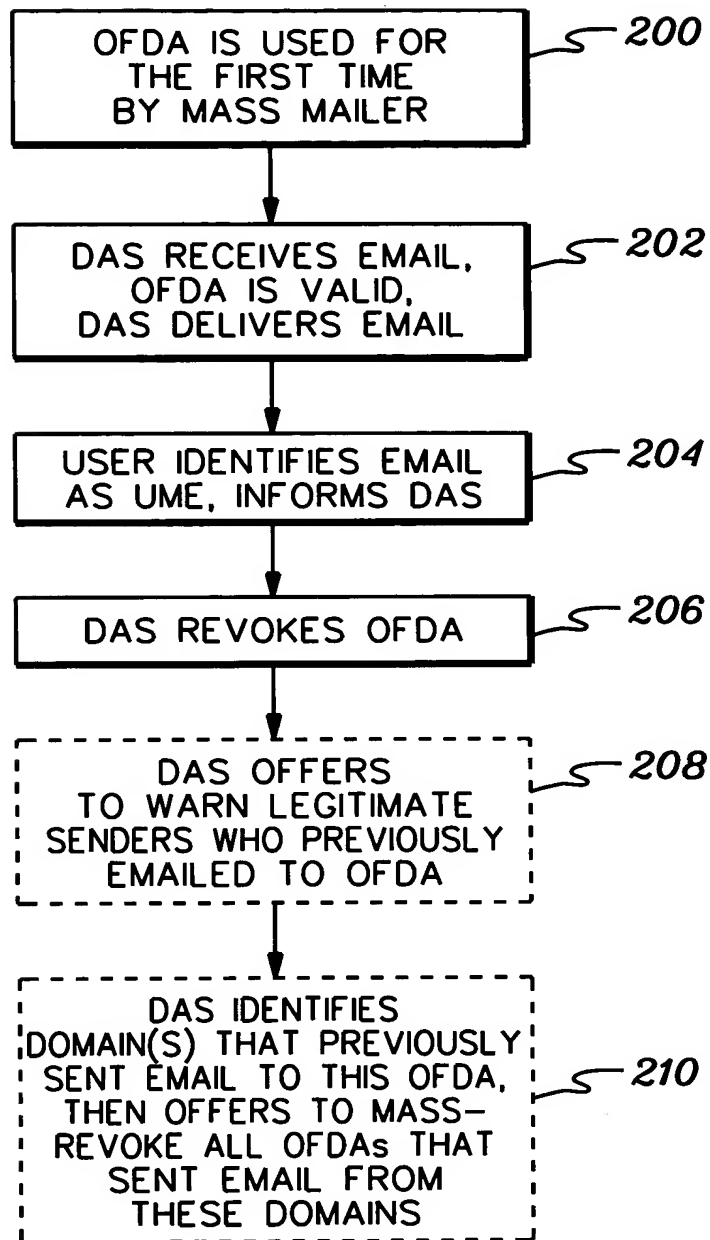 OFDA IS USED FOR
THE FIRST TIME
BY MASS MAILER
200
DAS RECEIVES EMAIL,
OFDA IS VALID,
DAS DELIVERS EMAIL
202
USER IDENTIFIES EMAIL
AS UME, INFORMS DAS
204
DAS REVOKES OFDA
206
DAS OFFERS
TO WARN LEGITIMATE
SENDERS WHO PREVIOUSLY
EMAILED TO OFDA
208
DAS IDENTIFIES
DOMAIN(S) THAT PREVIOUSLY
SENT EMAIL TO THIS OFDA,
THEN OFFERS TO MASS-
REVOKE ALL OFDAs THAT
SENT EMAIL FROM
THESE DOMAINS
210